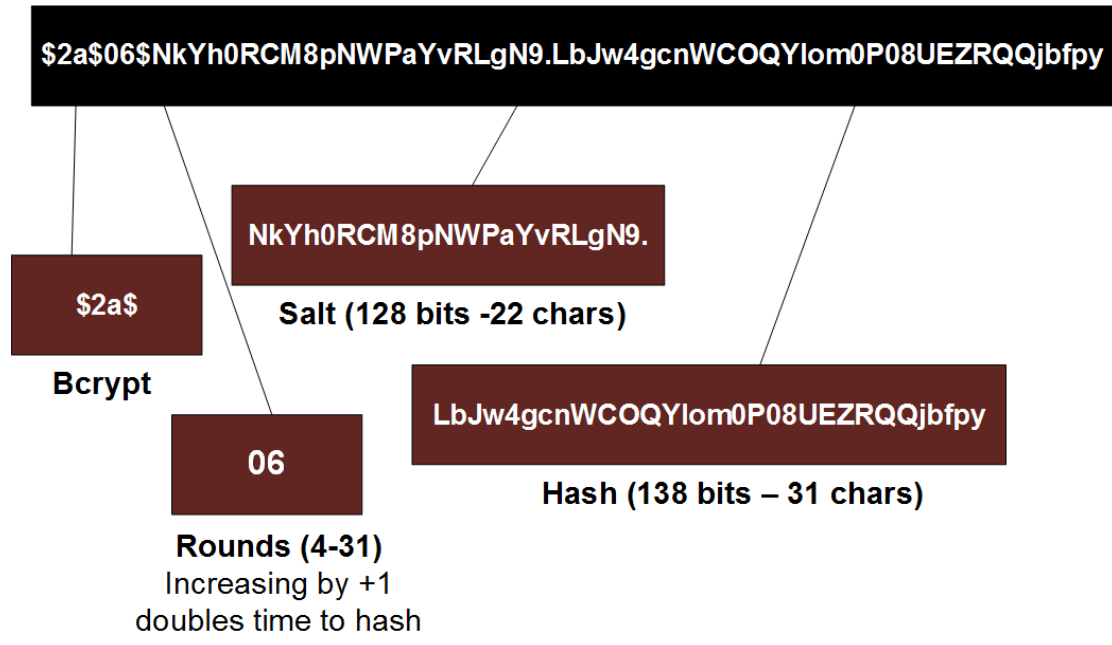 $2a$06$NkYh0RCM8pNWPaYvRLgN9.LbJw4gcnWCOQYIom0P08UEZRQQjbfpy
NkYh0RCM8pNWPaYvRLgN9.
Salt (128 bits -22 chars)
$2a$
Bcrypt
LbJw4gcnWCOQYIom0P08UEZRQQjbfpy
Hash (138 bits – 31 chars)
06
Rounds (4-31)
Increasing by +1
doubles time to hash